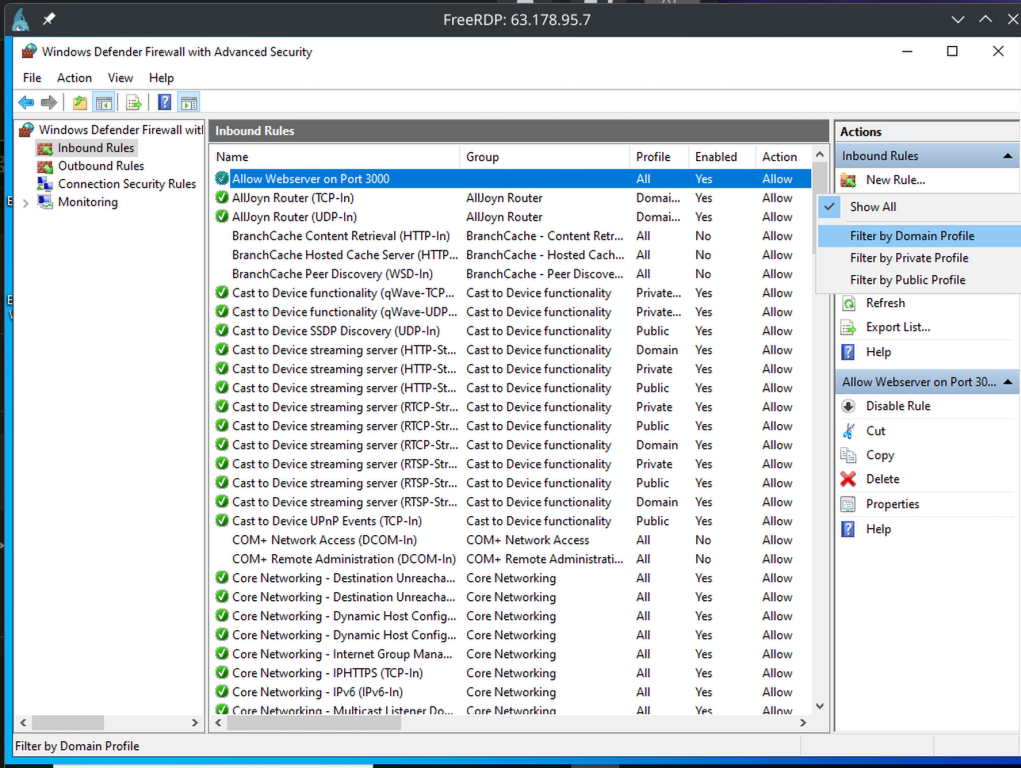 FreeRDP: 63.178.95.7
Windows Defender Firewall with Advanced Security
File Action View Help
Windows Defender Firewall wit
Inbound Rules
Outbound Rules
Connection Security Rules
Monitoring
Inbound Rules
Name Group Profile Enabled Action
Allow Webserver on Port 3000 All Yes Allow
AllJoyn Router (TCP-In) AllJoyn Router Domai... Yes Allow
AllJoyn Router (UDP-In) AllJoyn Router Domai... Yes Allow
BranchCache Content Retrieval (HTTP-In) BranchCache - Content Retr... All No Allow
BranchCache Hosted Cache Server (HTTP... BranchCache - Hosted Cach... All No Allow
BranchCache Peer Discovery (WSD-In) BranchCache - Peer Discove... All No Allow
Cast to Device functionality (qWave-TCP... Cast to Device functionality Private... Yes Allow
Cast to Device functionality (qWave-UDP... Cast to Device functionality Private... Yes Allow
Cast to Device SSDP Discovery (UDP-In) Cast to Device functionality Public Yes Allow
Cast to Device streaming server (HTTP-St... Cast to Device functionality Domain Yes Allow
Cast to Device streaming server (HTTP-St... Cast to Device functionality Private Yes Allow
Cast to Device streaming server (HTTP-St... Cast to Device functionality Public Yes Allow
Cast to Device streaming server (RTCP-Str... Cast to Device functionality Private Yes Allow
Cast to Device streaming server (RTCP-Str... Cast to Device functionality Public Yes Allow
Cast to Device streaming server (RTCP-Str... Cast to Device functionality Domain Yes Allow
Cast to Device streaming server (RTSP-Str... Cast to Device functionality Private Yes Allow
Cast to Device streaming server (RTSP-Str... Cast to Device functionality Public Yes Allow
Cast to Device streaming server (RTSP-Str... Cast to Device functionality Domain Yes Allow
Cast to Device UPnP Events (TCP-In) Cast to Device functionality Public Yes Allow
COM+ Network Access (DCOM-In) COM+ Network Access All No Allow
COM+ Remote Administration (DCOM-In) COM+ Remote Administrati... All No Allow
Core Networking - Destination Unreacha... Core Networking All Yes Allow
Core Networking - Destination Unreacha... Core Networking All Yes Allow
Core Networking - Dynamic Host Config... Core Networking All Yes Allow
Core Networking - Dynamic Host Config... Core Networking All Yes Allow
Core Networking - Internet Group Mana... Core Networking All Yes Allow
Core Networking - IPHTTPS (TCP-In) Core Networking All Yes Allow
Core Networking - IPv6 (IPv6-In) Core Networking All Yes Allow
Core Networking - Multicast Listener Do... Core Networking All Yes Allow
Actions
Inbound Rules
New Rule...
Show All
Filter by Domain Profile
Filter by Private Profile
Filter by Public Profile
Refresh
Export List...
Help
Allow Webserver on Port 30...
Disable Rule
Cut
Copy
Delete
Properties
Help
Filter by Domain Profile